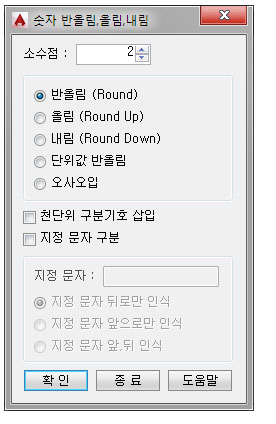 숫자 반올림,올림,내림
소수점 : 2
반올림 (Round)
올림 (Round Up)
내림 (Round Down)
단위값 반올림
오사오입
천단위 구분기호 삽입
지정 문자 구분
지정 문자 :
지정 문자 뒤로만 인식
지정 문자 앞으로만 인식
지정 문자 앞,뒤 인식
확 인 종 료 도움말